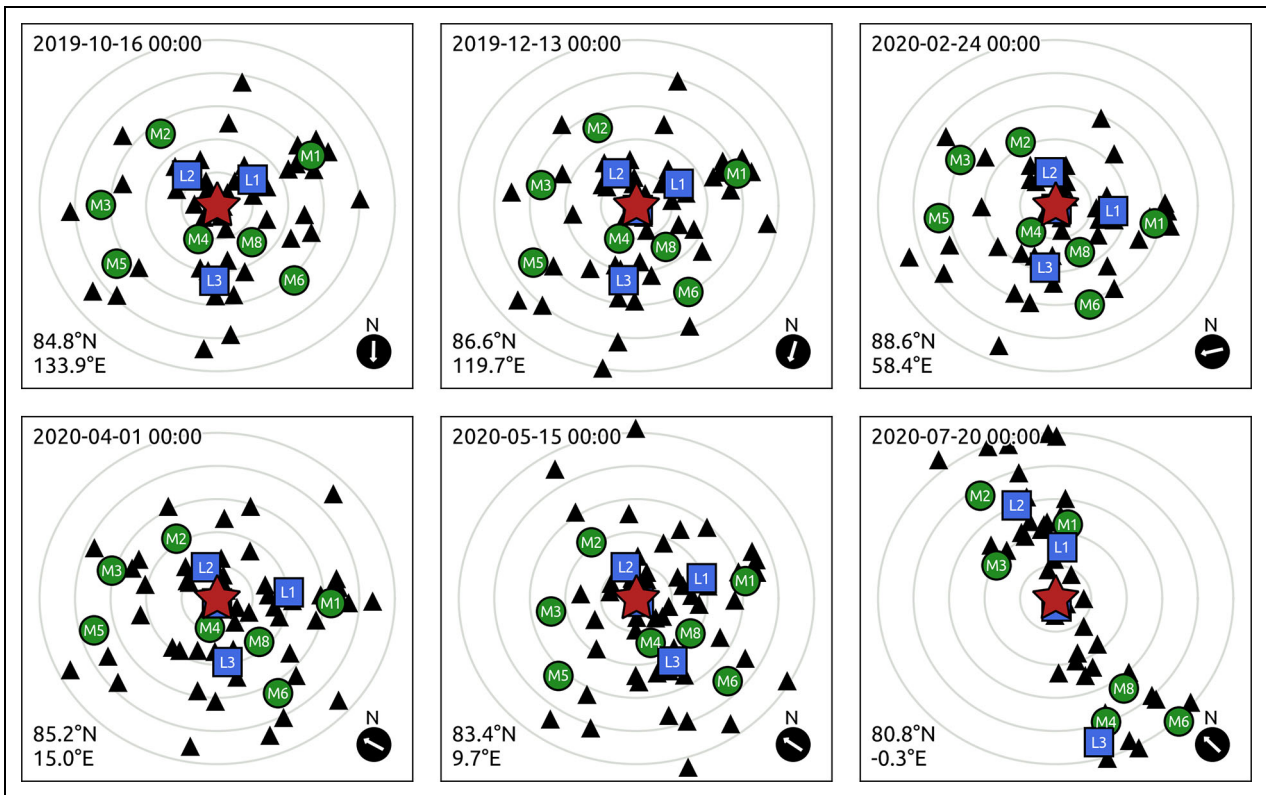 2019-10-16 00:00
M2
M1
L2
L1
M3
M4
M8
M5
L3
M6
N
84.8°N
133.9°E
2019-12-13 00:00
M2
L2
M1
M3
L1
M4
M8
M5
L3
M6
N
86.6°N
119.7°E
2020-02-24 00:00
M2
M3
L2
L1
M5
M1
M4
M8
L3
M6
N
88.6°N
58.4°E
2020-04-01 00:00
M2
L2
M3
L1
M1
M5
M4
M8
L3
M6
N
85.2°N
15.0°E
2020-05-15 00:00
M2
L2
L1
M1
M3
M8
M4
L3
M5
M6
N
83.4°N
9.7°E
2020-07-20 00:00
M2
L2
M1
L1
M3
M8
M4
M6
L3
N
80.8°N
-0.3°E